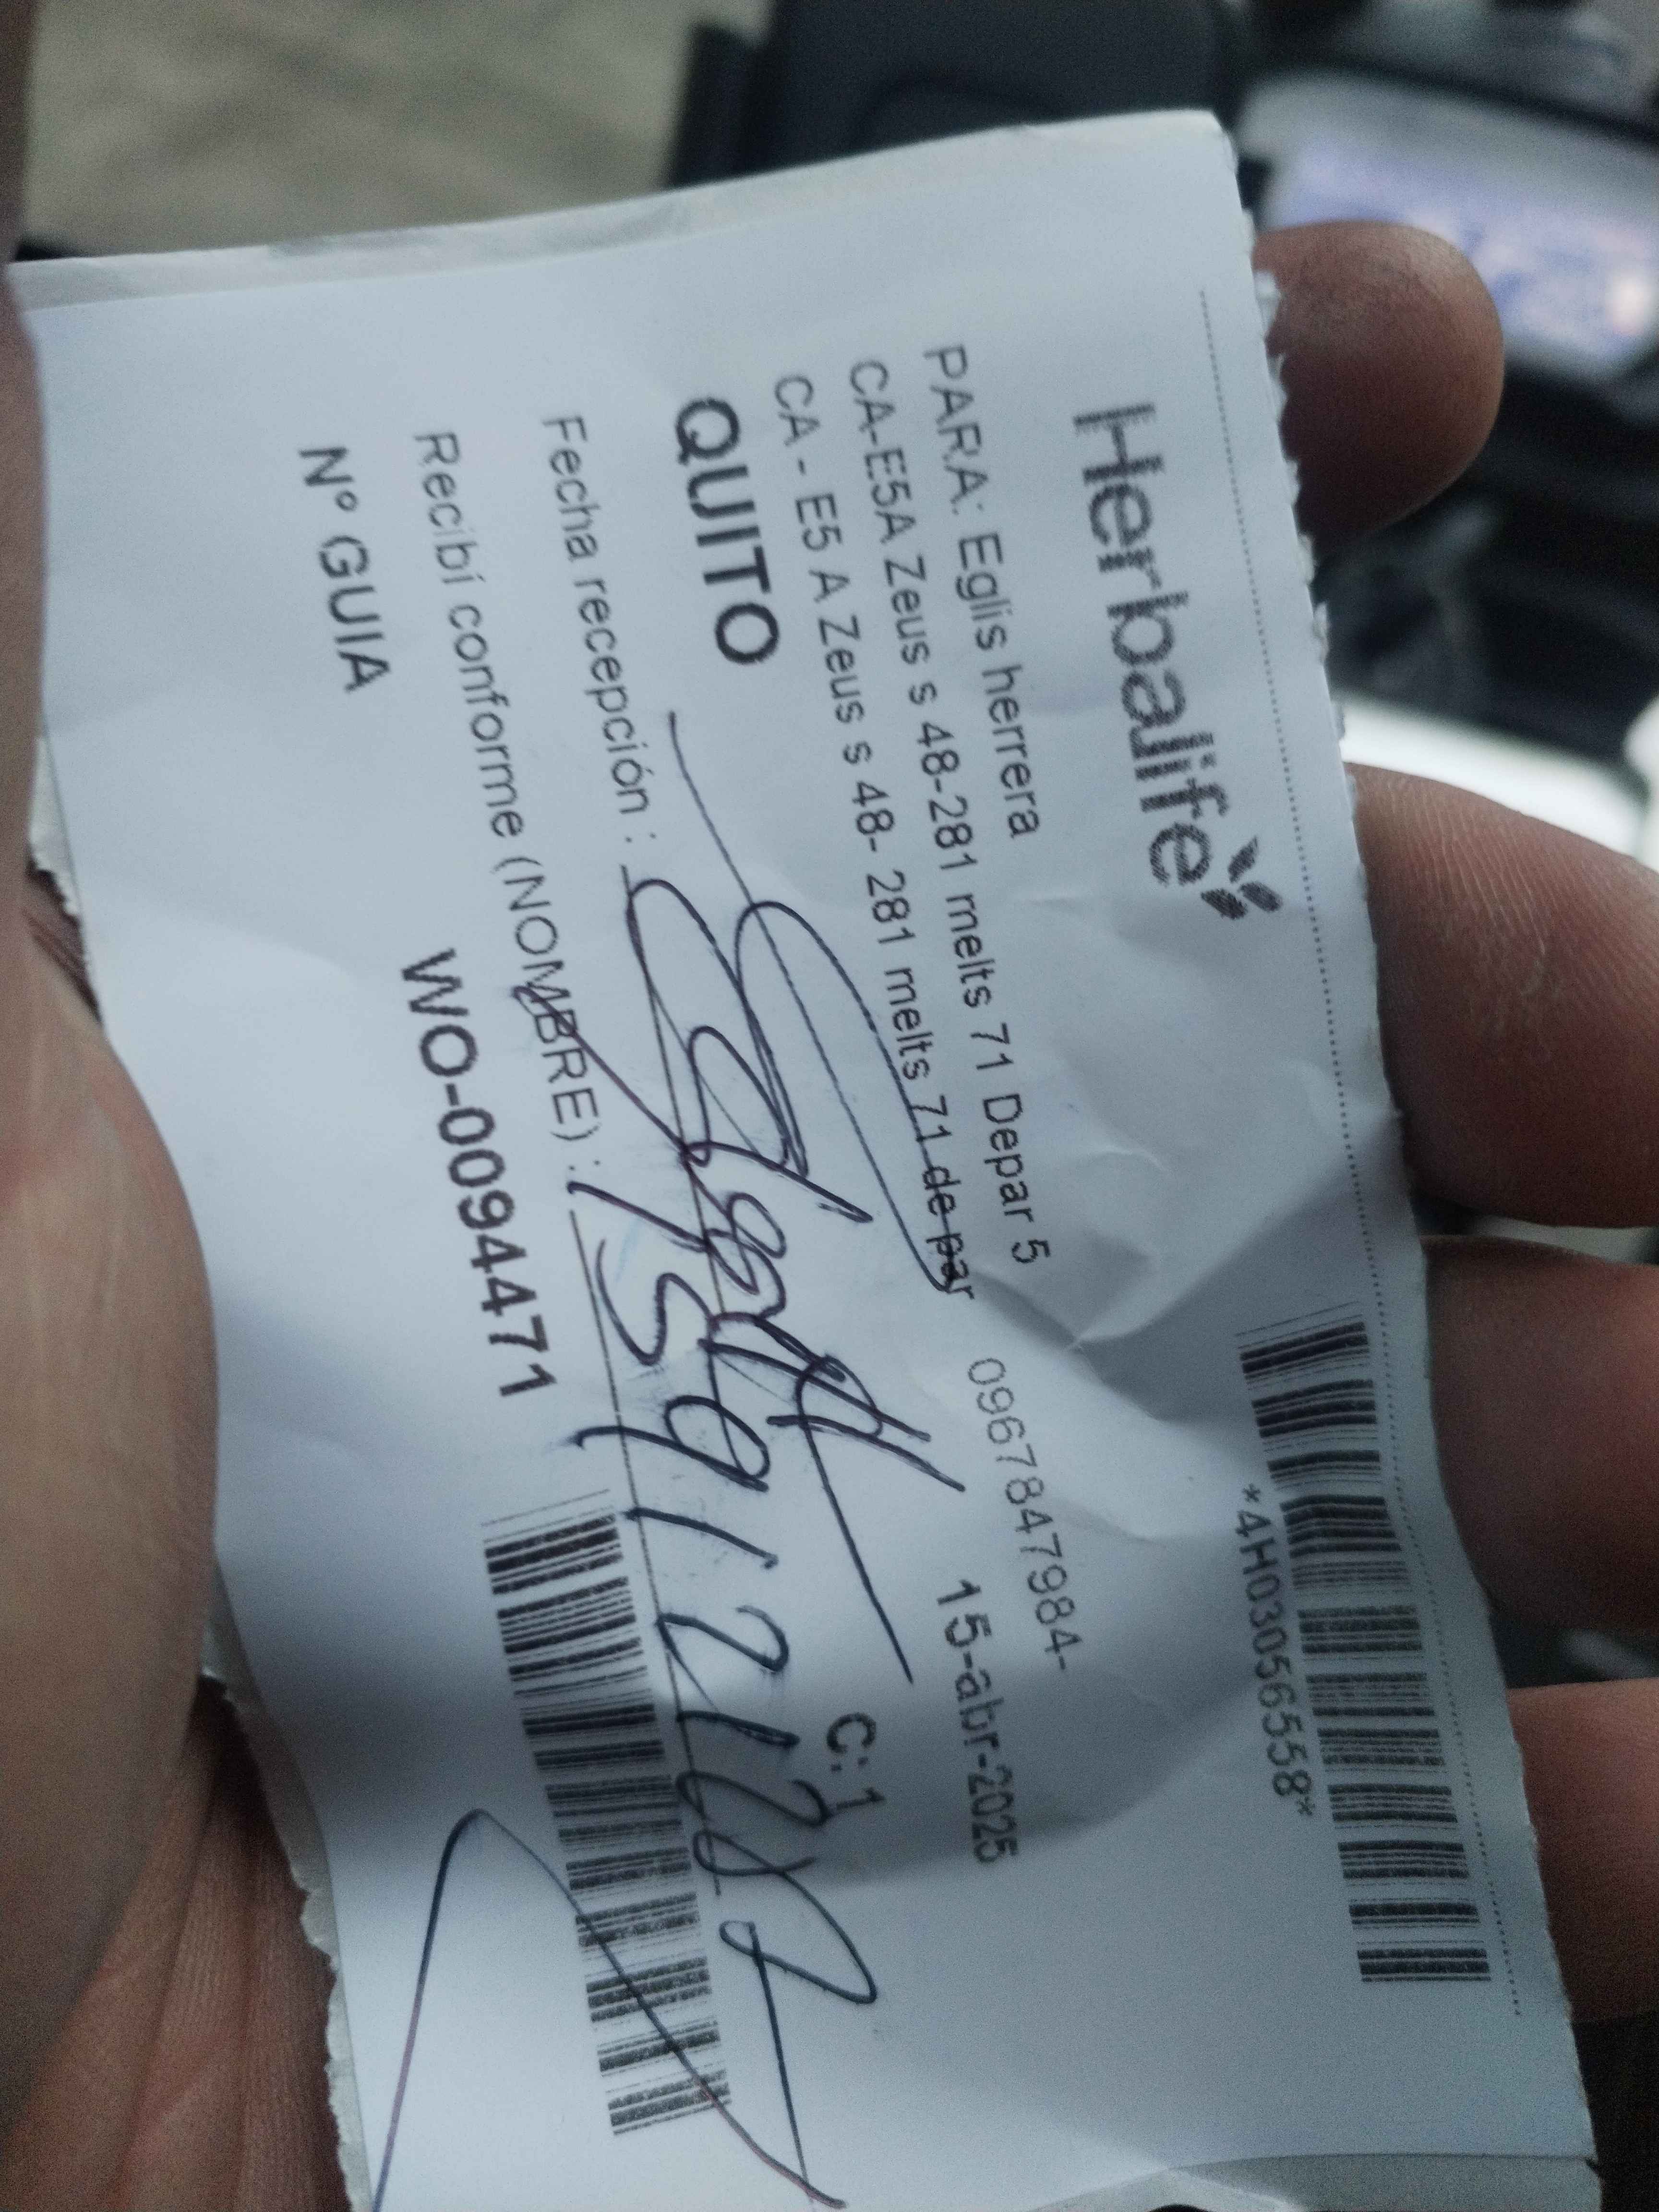 Herbalife
*4H03056558*
PARA: Eglis herrera
0967847984-
CA-E5A Zeus s 48-281 melts 71 Depar 5
CA - E5 A Zeus s 48- 281 melts 71 de par
15-abr-2025
QUITO
C: 1
Fecha recepción :
Recibí conforme (NOMBRE) :
Nº GUIA
WO-0094471